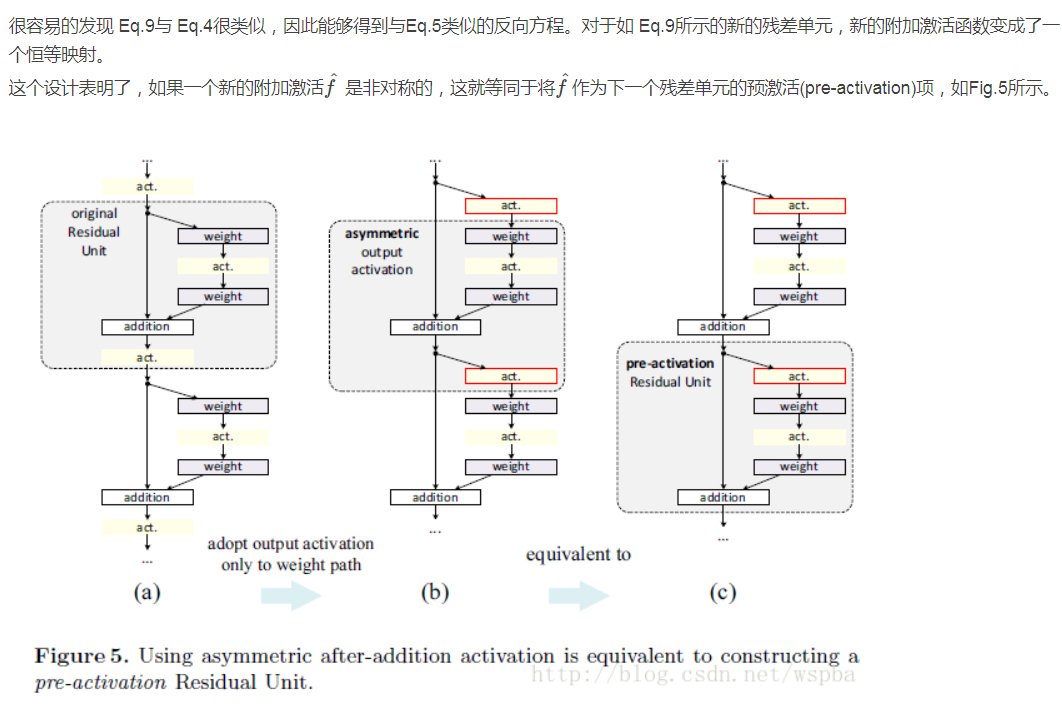 很容易的发现 Eq.9与 Eq.4很类似，因此能够得到与Eq.5类似的反向方程。对于如 Eq.9所示的新的残差单元，新的附加激活函数变成了一
个恒等映射。
这个设计表明了，如果一个新的附加激活f̂ 是非对称的，这就等同于将f̂ 作为下一个残差单元的预激活(pre-activation)项，如Fig.5所示。
...
act.
original
Residual
Unit
weight
act.
weight
addition
act.
weight
act.
weight
addition
act.
...
(a)
adopt output activation
only to weight path
...
act.
asymmetric
output
activation
weight
act.
weight
addition
act.
weight
act.
weight
addition
...
(b)
equivalent to
...
act.
weight
act.
weight
addition
pre-activation
Residual Unit
act.
weight
act.
weight
addition
...
(c)
Figure 5. Using asymmetric after-addition activation is equivalent to constructing a
pre-activation Residual Unit.
http://blog.csdn.net/wspba